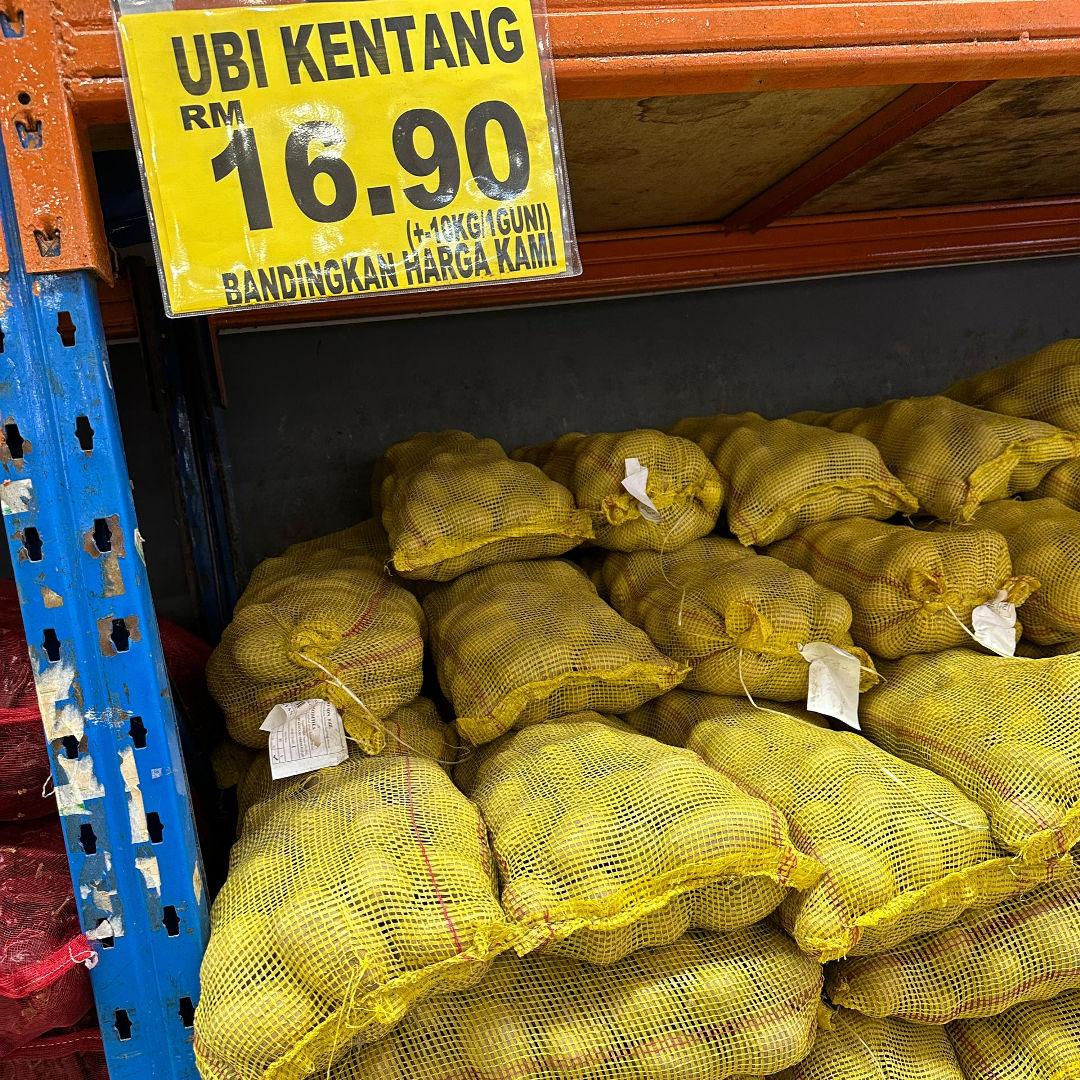 UBI KENTANG
RM
16.90
(+-10KG/1GUNI)
BANDINGKAN HARGA KAMI